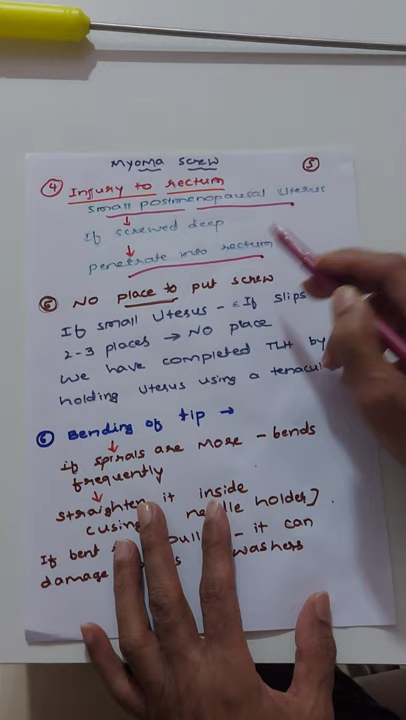 Myoma screw
5
4 Injury to rectum
small postmenopausal Uterus
↓
If screwed deep
↓
penetrate into rectum
5 No place to put screw
If small Uterus - If slips
2-3 places → No place
We have completed TLH by
holding Uterus using a
6 Bending of tip →
↓
if spirals are More - bends
frequently
↓
straighten it inside
needle holder]
If bent - it can
damage washers